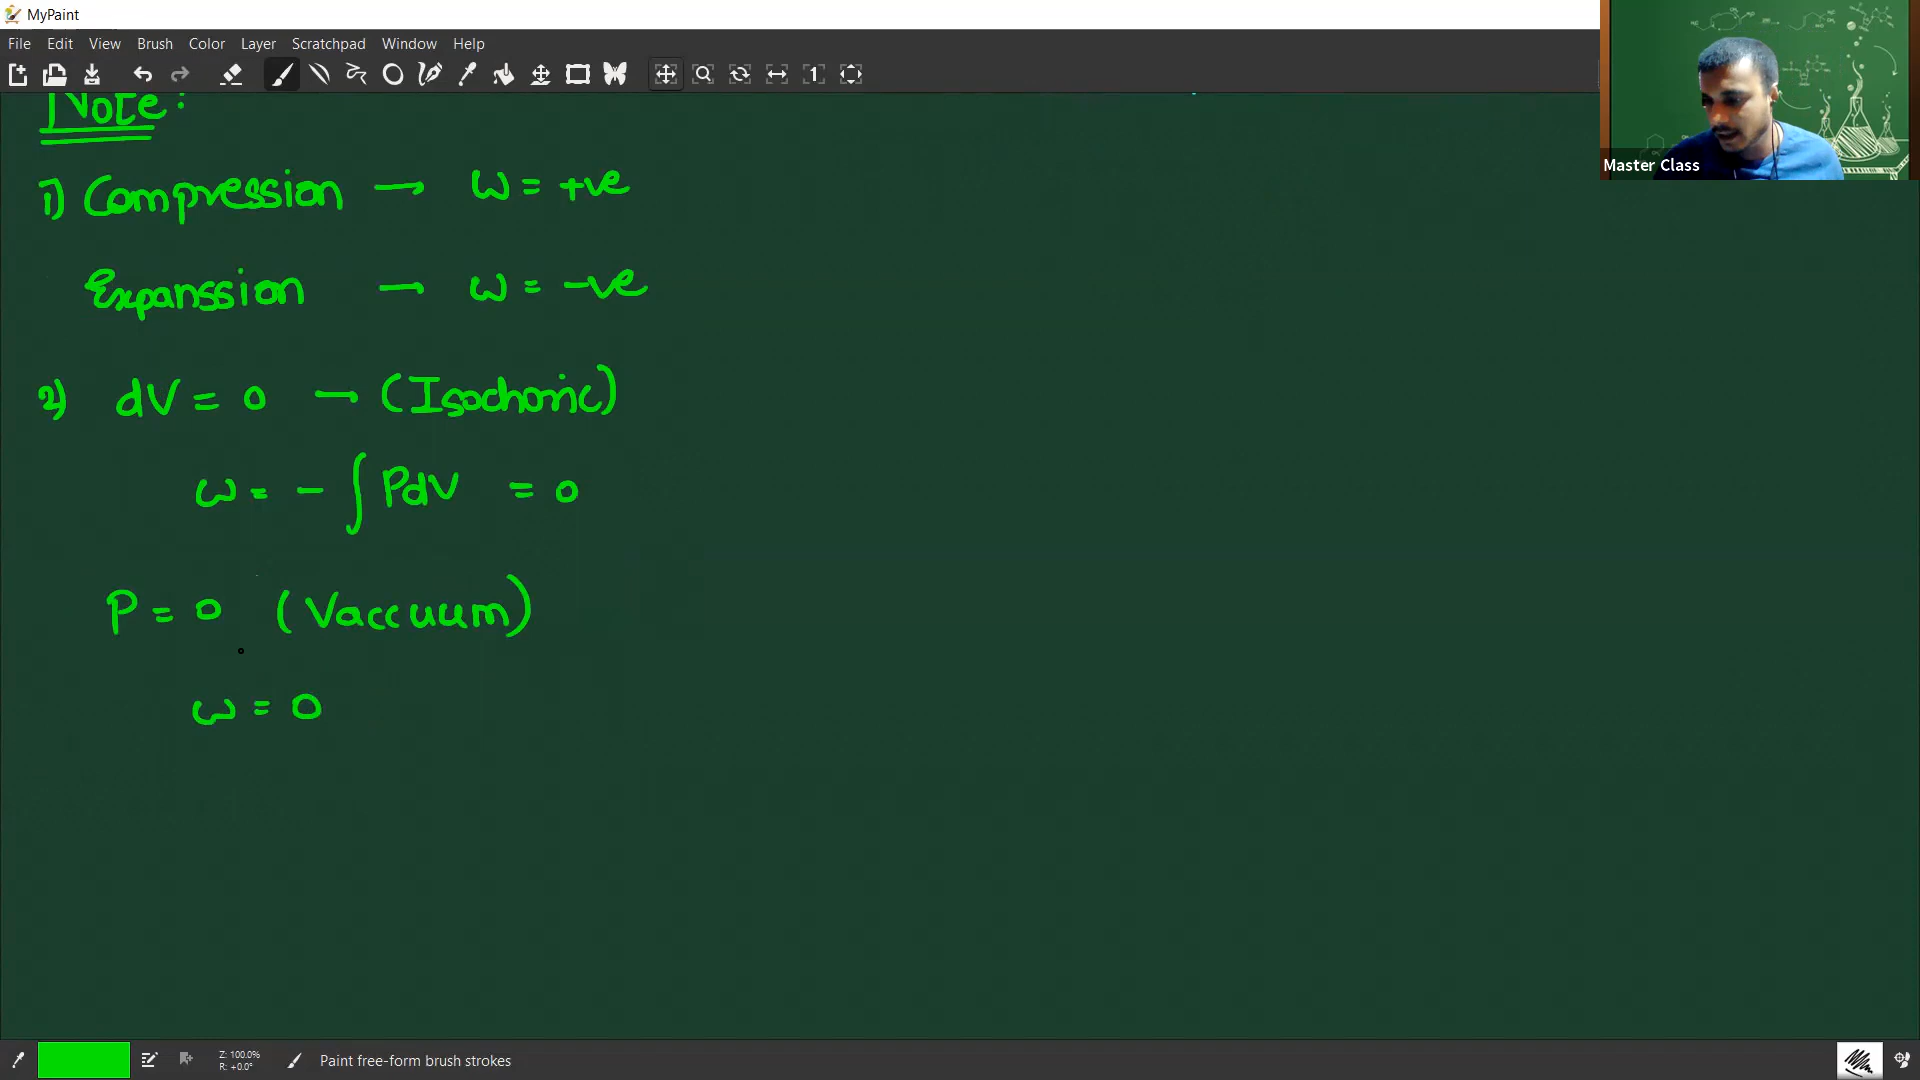 MyPaint
File Edit View Brush Color Layer Scratchpad Window Help
Master Class
Note:
1) Compression → w = +ve
Expanssion — w = -ve
2) dV = 0 → (Isochoric)
w = - ∫ PdV = 0
P = 0 (Vaccuum)
w = 0
Z: 100.0%
R: +0.0°
Paint free-form brush strokes